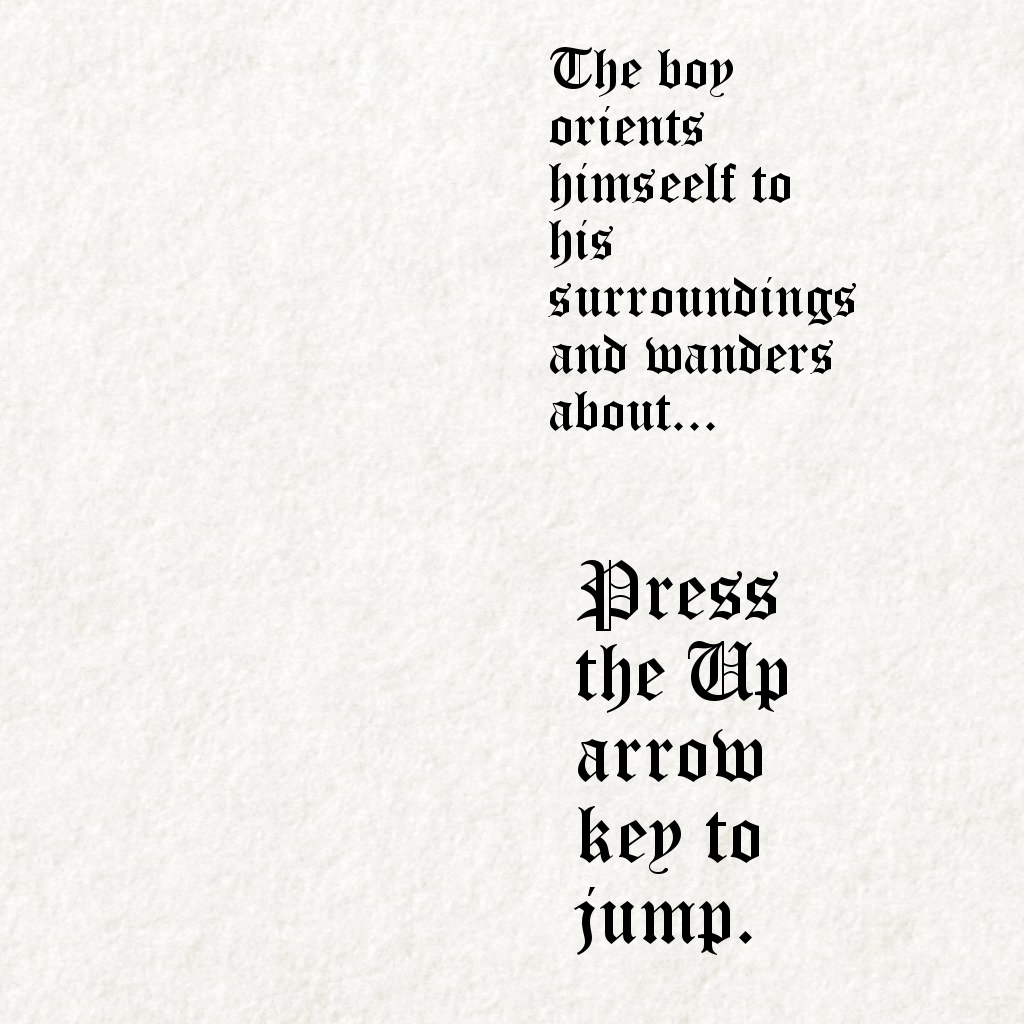 The boy
orients
himseelf to
his
surroundings
and wanders
about...
Press
the Up
arrow
key to
jump.